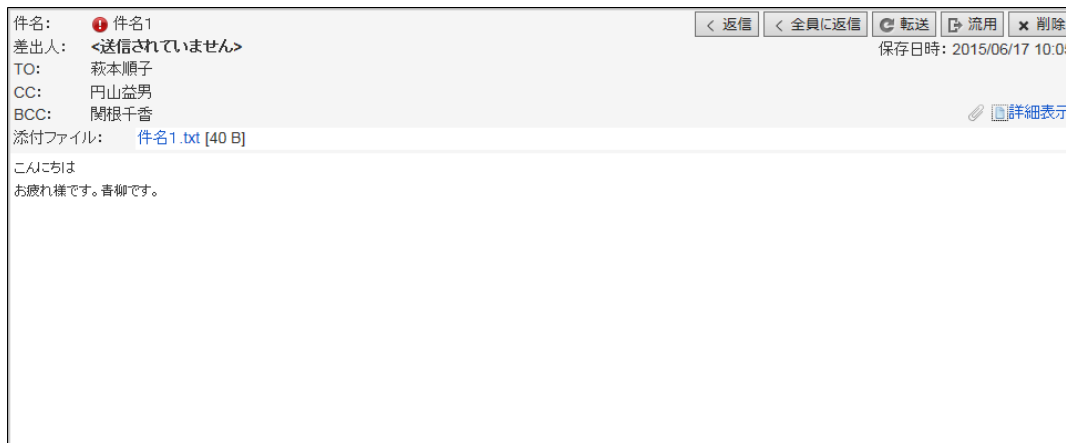 件名: 件名1
< 返信 < 全員に返信 転送 流用 × 削除
差出人: <送信されていません>
保存日時: 2015/06/17 10:05
TO: 萩本順子
CC: 円山益男
BCC: 関根千香
詳細表示
添付ファイル: 件名1.txt [40 B]
こんにちは
お疲れ様です。青柳です。